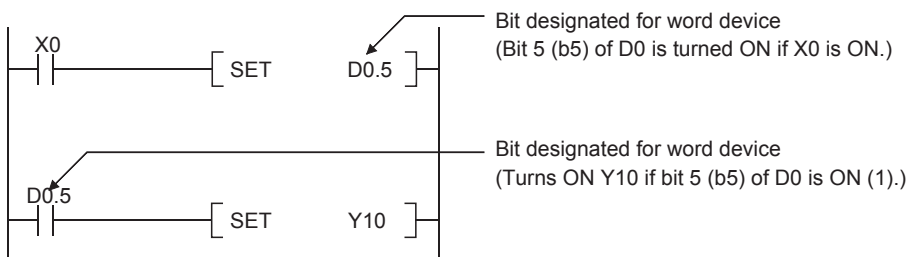 Bit designated for word device
(Bit 5 (b5) of D0 is turned ON if X0 is ON.)
X0
SET D0.5
Bit designated for word device
(Turns ON Y10 if bit 5 (b5) of D0 is ON (1).)
D0.5
SET Y10